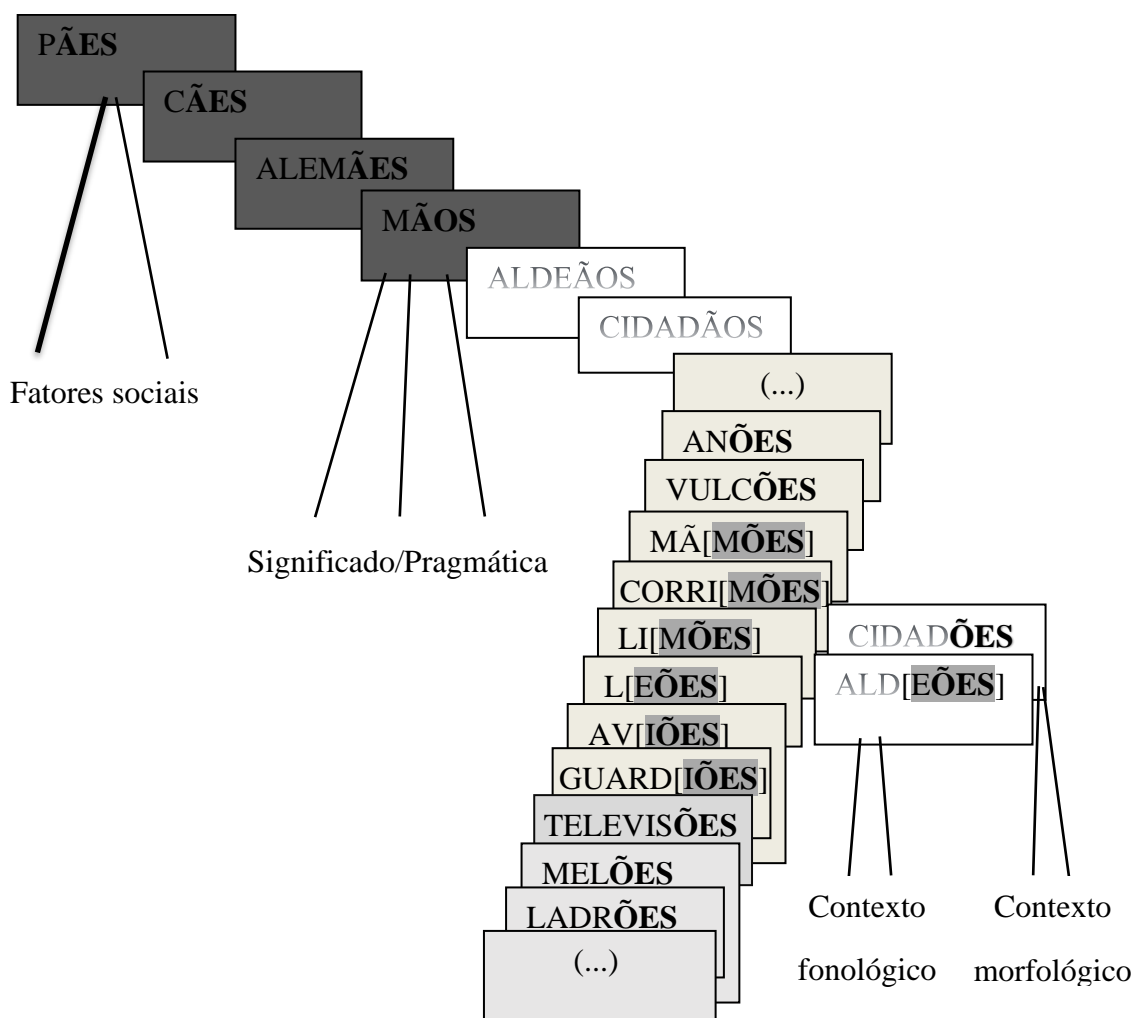 PÃES
CÃES
ALEMÃES
MÃOS
ALDEÃOS
CIDADÃOS
Fatores sociais
(...)
ANÕES
VULCÕES
Significado/Pragmática
MÃ[MÕES]
CORRI[MÕES]
LI[MÕES]
CIDADÕES
L[EÕES]
ALD[EÕES]
AV[IÕES]
GUARD[IÕES]
TELEVISÕES
MELÕES
LADRÕES
(...)
Contexto
fonológico
Contexto
morfológico